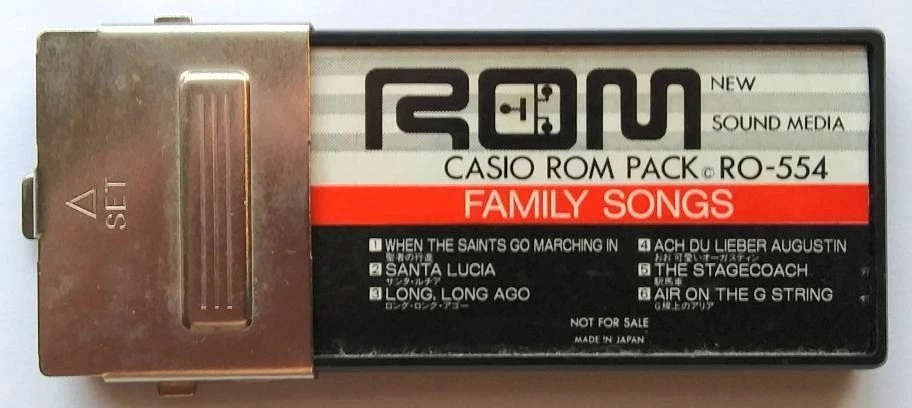 SET
ROM
NEW
SOUND MEDIA
CASIO ROM PACK © RO-554
FAMILY SONGS
1 WHEN THE SAINTS GO MARCHING IN
聖者の行進
2 SANTA LUCIA
サンタ・ルチア
3 LONG, LONG AGO
ロング・ロング・アゴー
4 ACH DU LIEBER AUGUSTIN
おお可愛いオーガスティン
5 THE STAGECOACH
駅馬車
6 AIR ON THE G STRING
G線上のアリア
NOT FOR SALE
MADE IN JAPAN